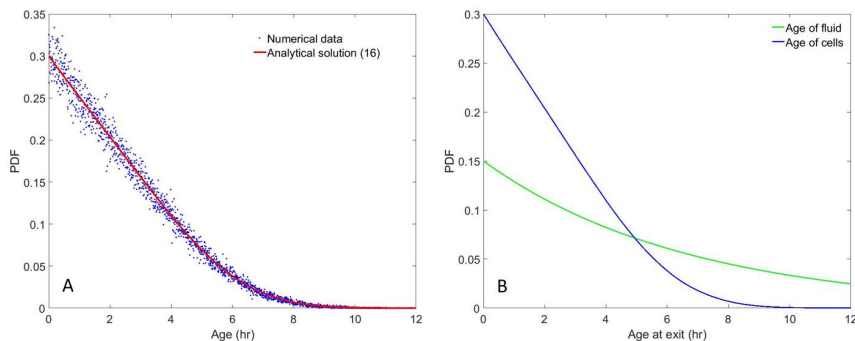 0.35
0.3
0.25
0.2
0.15
0.1
0.05
0
PDF
Numerical data
Analytical solution (16)
A
0 2 4 6 8 10 12
Age (hr)
0.3
0.25
0.2
0.15
0.1
0.05
0
PDF
Age of fluid
Age of cells
B
0 2 4 6 8 10 12
Age at exit (hr)